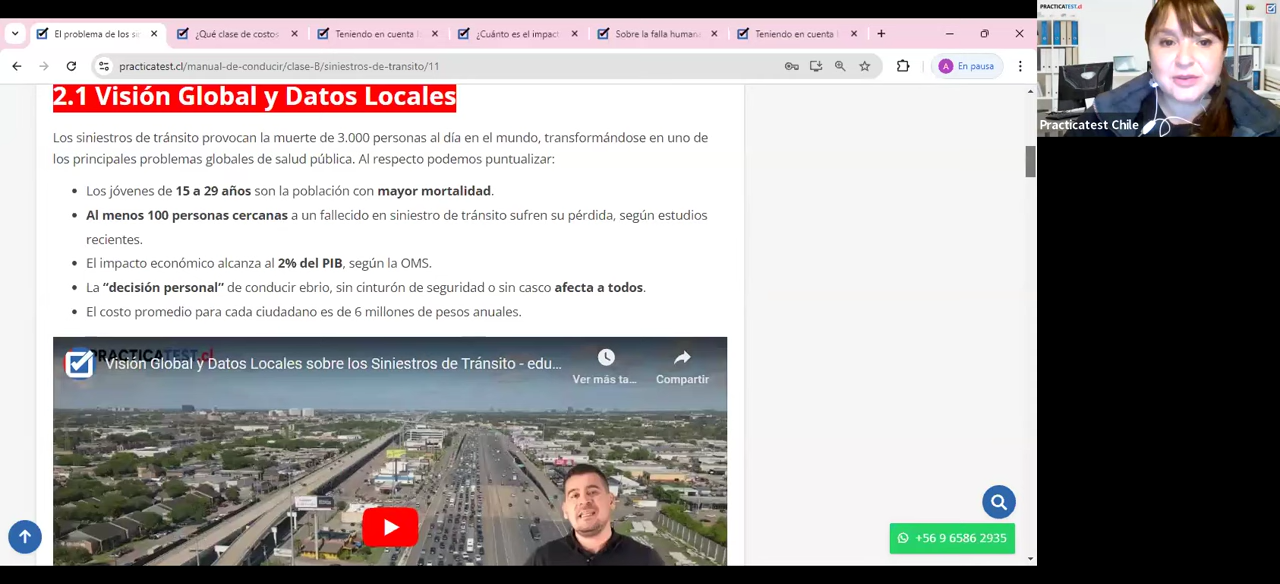 El problema de los si
¿Qué clase de costos
Teniendo en cuenta
¿Cuánto es el impact
Sobre la falla humana
Teniendo en cuenta
practicatest.cl/manual-de-conducir/clase-B/siniestros-de-transito/11
A
En pausa
PRACTICATEST.cl
Practicatest Chile
2.1 Visión Global y Datos Locales
Los siniestros de tránsito provocan la muerte de 3.000 personas al día en el mundo, transformándose en uno de
los principales problemas globales de salud pública. Al respecto podemos puntualizar:
Los jóvenes de 15 a 29 años son la población con mayor mortalidad.
Al menos 100 personas cercanas a un fallecido en siniestro de tránsito sufren su pérdida, según estudios
recientes.
El impacto económico alcanza al 2% del PIB, según la OMS.
La “decisión personal” de conducir ebrio, sin cinturón de seguridad o sin casco afecta a todos.
El costo promedio para cada ciudadano es de 6 millones de pesos anuales.
PRACTICATEST.cl
Visión Global y Datos Locales sobre los Siniestros de Tránsito - edu...
Ver más ta...
Compartir
+56 9 6586 2935